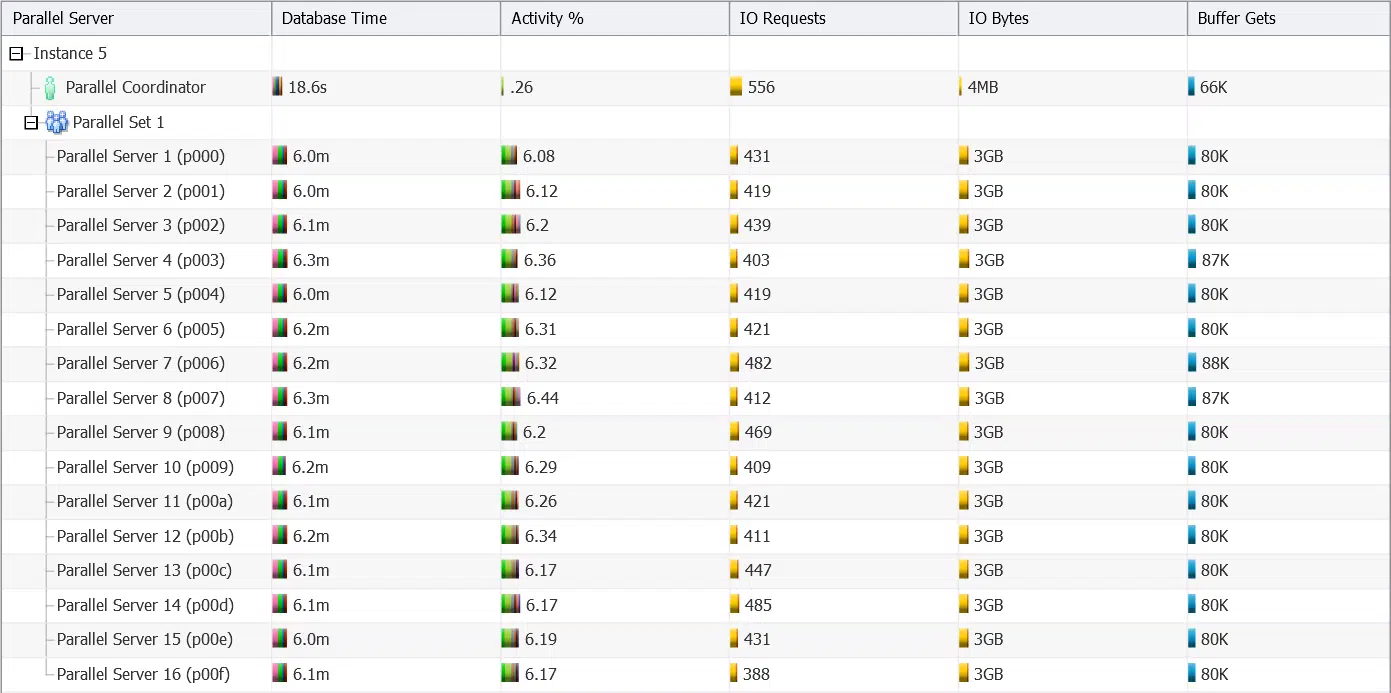 Parallel Server Database Time Activity % IO Requests IO Bytes Buffer Gets
Instance 5
Parallel Coordinator 18.6s .26 556 4MB 66K
Parallel Set 1
Parallel Server 1 (p000) 6.0m 6.08 431 3GB 80K
Parallel Server 2 (p001) 6.0m 6.12 419 3GB 80K
Parallel Server 3 (p002) 6.1m 6.2 439 3GB 80K
Parallel Server 4 (p003) 6.3m 6.36 403 3GB 87K
Parallel Server 5 (p004) 6.0m 6.12 419 3GB 80K
Parallel Server 6 (p005) 6.2m 6.31 421 3GB 80K
Parallel Server 7 (p006) 6.2m 6.32 482 3GB 88K
Parallel Server 8 (p007) 6.3m 6.44 412 3GB 87K
Parallel Server 9 (p008) 6.1m 6.2 469 3GB 80K
Parallel Server 10 (p009) 6.2m 6.29 409 3GB 80K
Parallel Server 11 (p00a) 6.1m 6.26 421 3GB 80K
Parallel Server 12 (p00b) 6.2m 6.34 411 3GB 80K
Parallel Server 13 (p00c) 6.1m 6.17 447 3GB 80K
Parallel Server 14 (p00d) 6.1m 6.17 485 3GB 80K
Parallel Server 15 (p00e) 6.0m 6.19 431 3GB 80K
Parallel Server 16 (p00f) 6.1m 6.17 388 3GB 80K